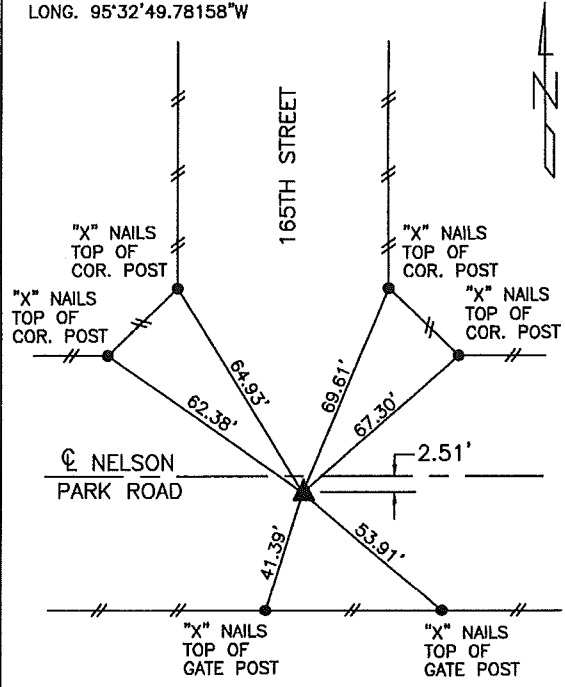 LONG. 95°32'49.78158"W
N
165TH STREET
"X" NAILS
TOP OF
COR. POST
"X" NAILS
TOP OF
COR. POST
"X" NAILS
TOP OF
COR. POST
"X" NAILS
TOP OF
COR. POST
64.93'
62.38'
69.61'
67.30'
2.51'
℄ NELSON
PARK ROAD
41.39'
53.91'
"X" NAILS
TOP OF
GATE POST
"X" NAILS
TOP OF
GATE POST